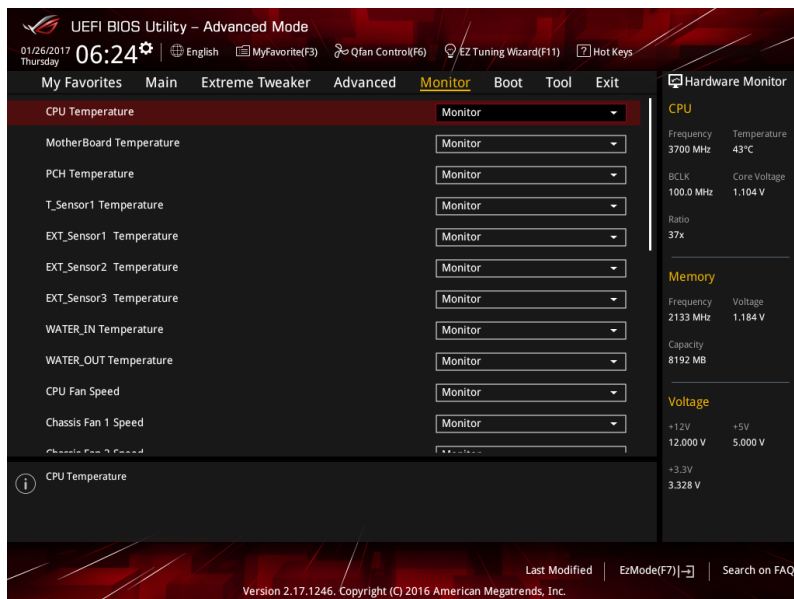 UEFI BIOS Utility – Advanced Mode
01/26/2017 Thursday 06:24 English MyFavorite(F3) Qfan Control(F6) EZ Tuning Wizard(F11) ? Hot Keys
My Favorites Main Extreme Tweaker Advanced Monitor Boot Tool Exit
CPU Temperature Monitor
MotherBoard Temperature Monitor
PCH Temperature Monitor
T_Sensor1 Temperature Monitor
EXT_Sensor1 Temperature Monitor
EXT_Sensor2 Temperature Monitor
EXT_Sensor3 Temperature Monitor
WATER_IN Temperature Monitor
WATER_OUT Temperature Monitor
CPU Fan Speed Monitor
Chassis Fan 1 Speed Monitor
Chassis Fan 2 Speed Monitor
i CPU Temperature
Hardware Monitor
CPU
Frequency Temperature
3700 MHz 43°C
BCLK Core Voltage
100.0 MHz 1.104 V
Ratio
37x
Memory
Frequency Voltage
2133 MHz 1.184 V
Capacity
8192 MB
Voltage
+12V +5V
12.000 V 5.000 V
+3.3V
3.328 V
Last Modified EzMode(F7) Search on FAQ
Version 2.17.1246. Copyright (C) 2016 American Megatrends, Inc.